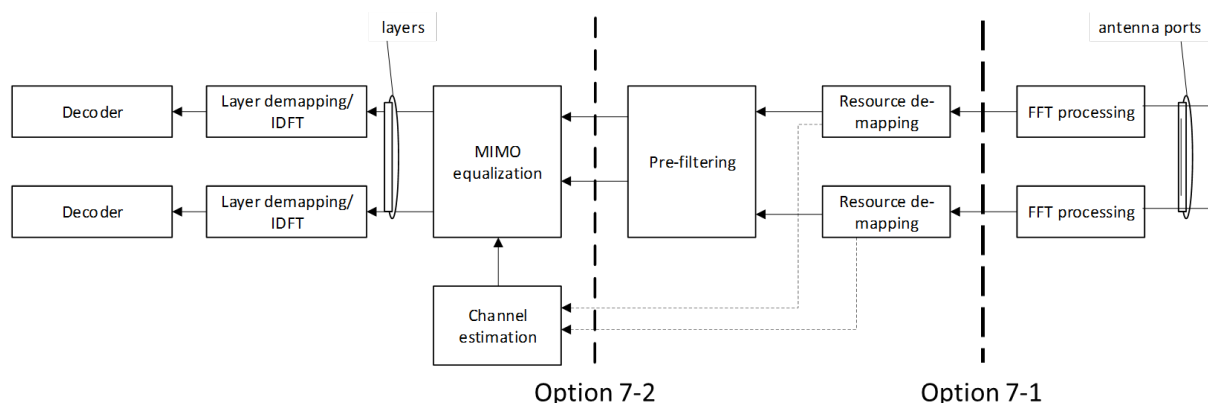 layers
antenna ports
Decoder
Layer demapping/
IDFT
MIMO
equalization
Pre-filtering
Resource de-
mapping
FFT processing
Decoder
Layer demapping/
IDFT
Resource de-
mapping
FFT processing
Channel
estimation
Option 7-2
Option 7-1